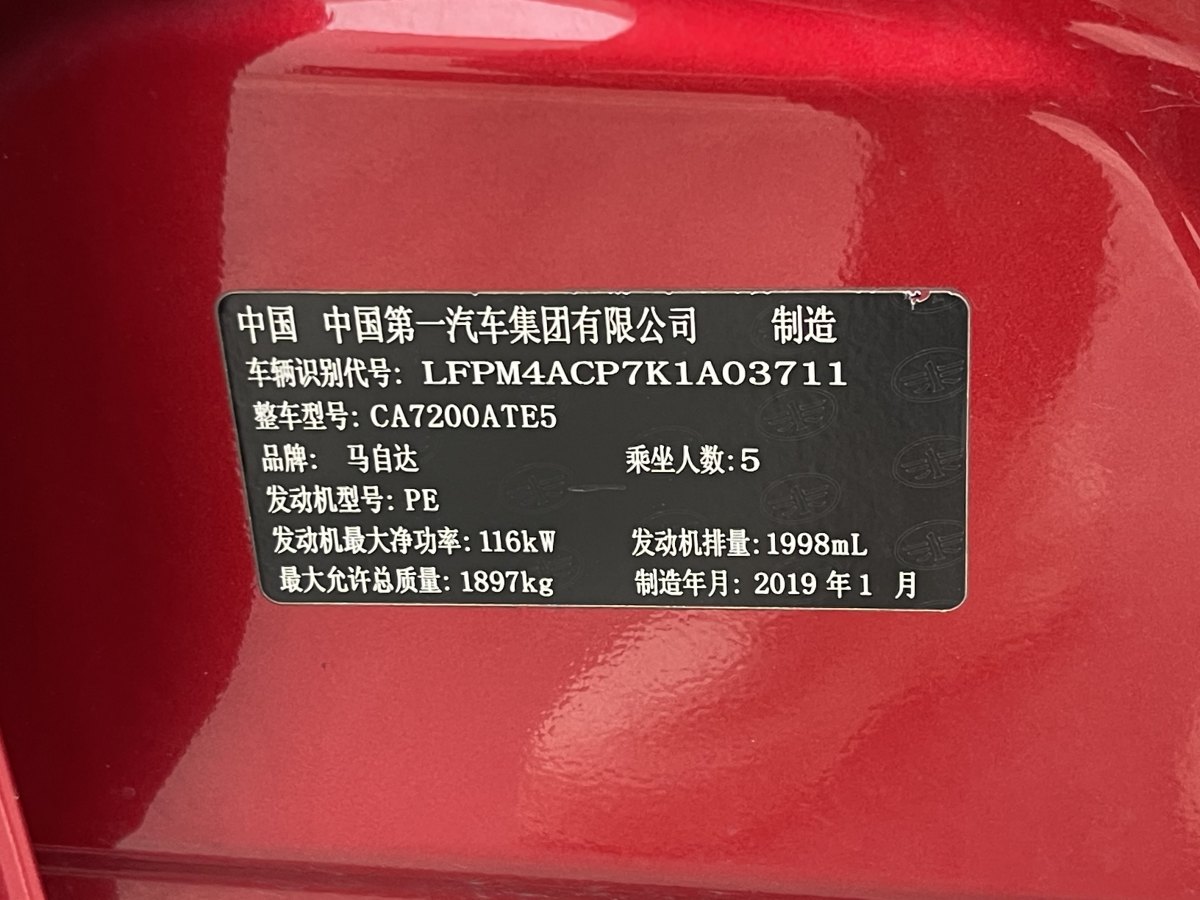 中国 中国第一汽车集团有限公司 制造
车辆识别代号: LFPM4ACP7K1A03711
整车型号: CA7200ATE5
品牌: 马自达 乘坐人数:5
发动机型号: PE
发动机最大净功率: 116kW 发动机排量: 1998mL
最大允许总质量: 1897kg 制造年月: 2019 年 1 月